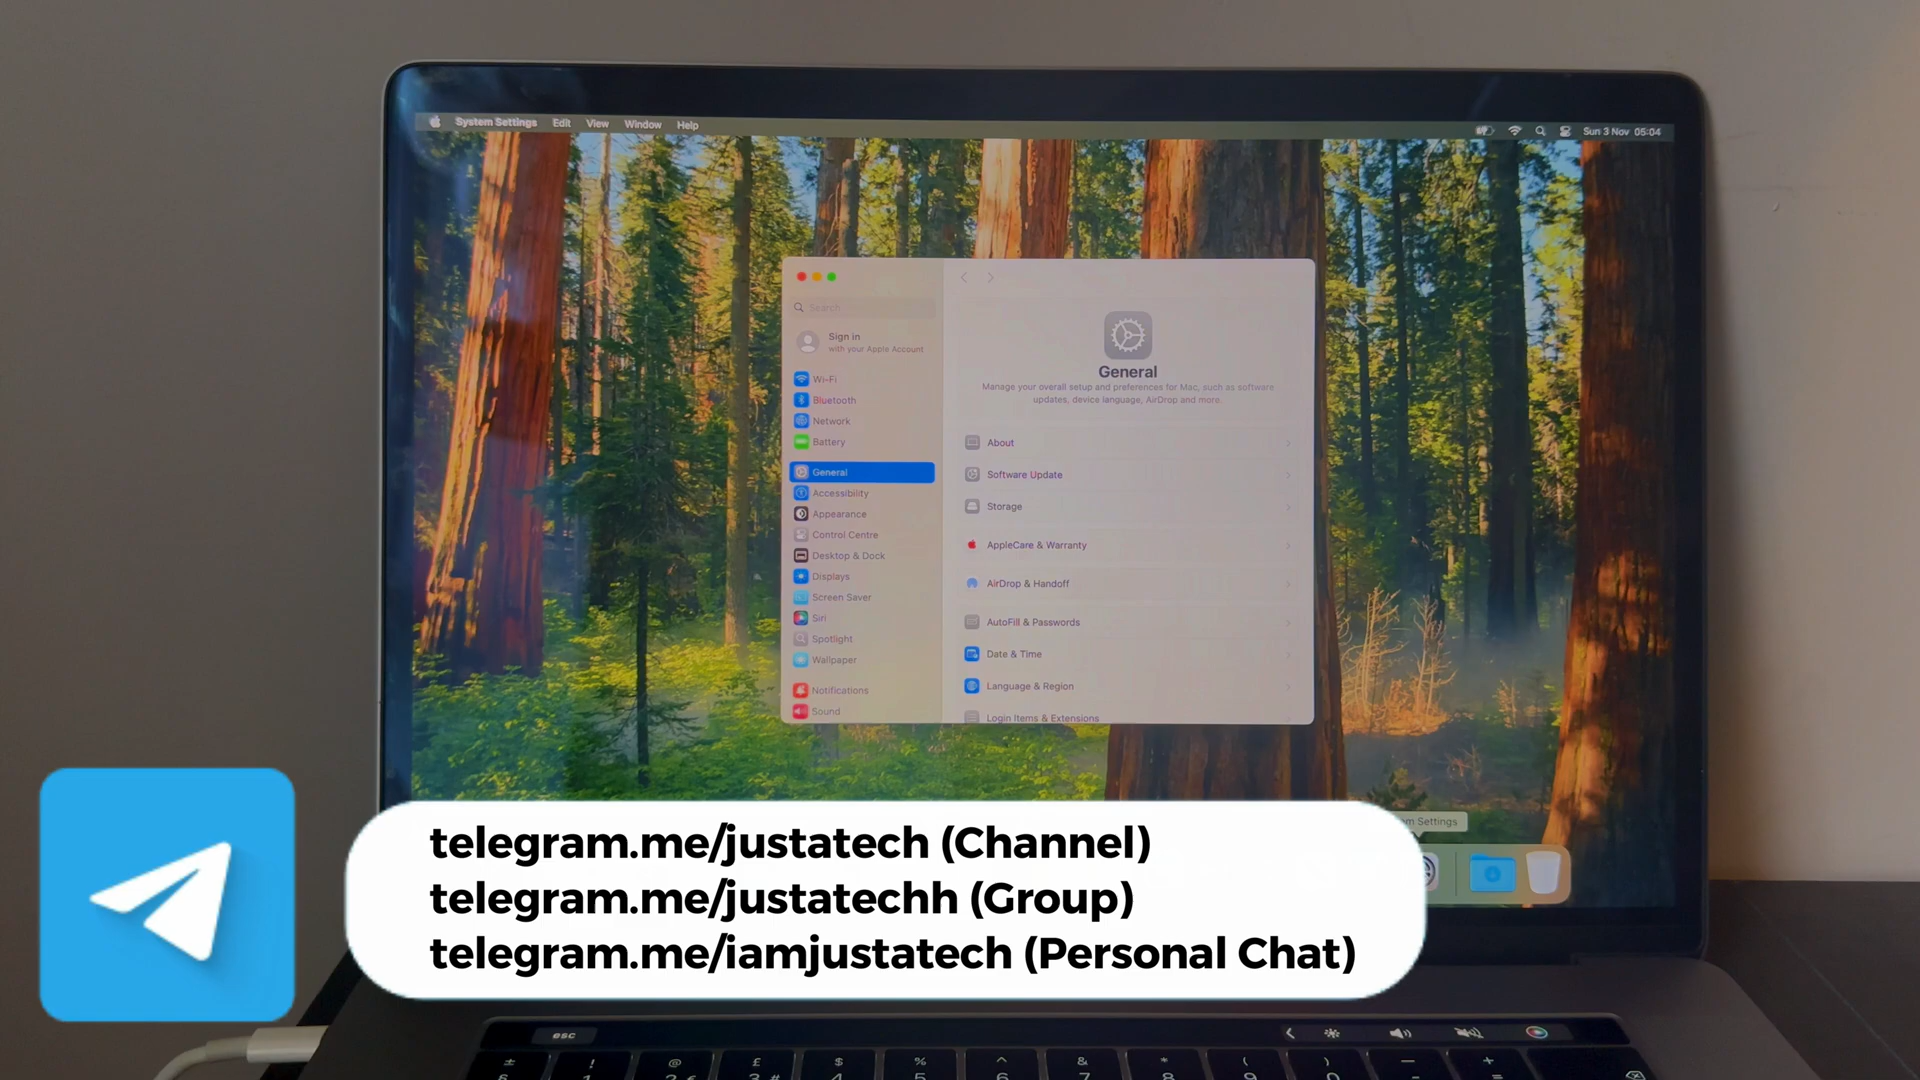 System Settings Edit View Window Help
Sun 3 Nov 05:04
Search
Sign in
with your Apple Account
Wi-Fi
Bluetooth
Network
Battery
General
Accessibility
Appearance
Control Centre
Desktop & Dock
Displays
Screen Saver
Siri
Spotlight
Wallpaper
Notifications
Sound
General
Manage your overall setup and preferences for Mac, such as software
updates, device language, AirDrop and more.
About
Software Update
Storage
AppleCare & Warranty
AirDrop & Handoff
AutoFill & Passwords
Date & Time
Language & Region
Login Items & Extensions
Settings
telegram.me/justatech (Channel)
telegram.me/justatechh (Group)
telegram.me/iamjustatech (Personal Chat)
esc
± ! @ £ $ % ^ & * ( ) — +